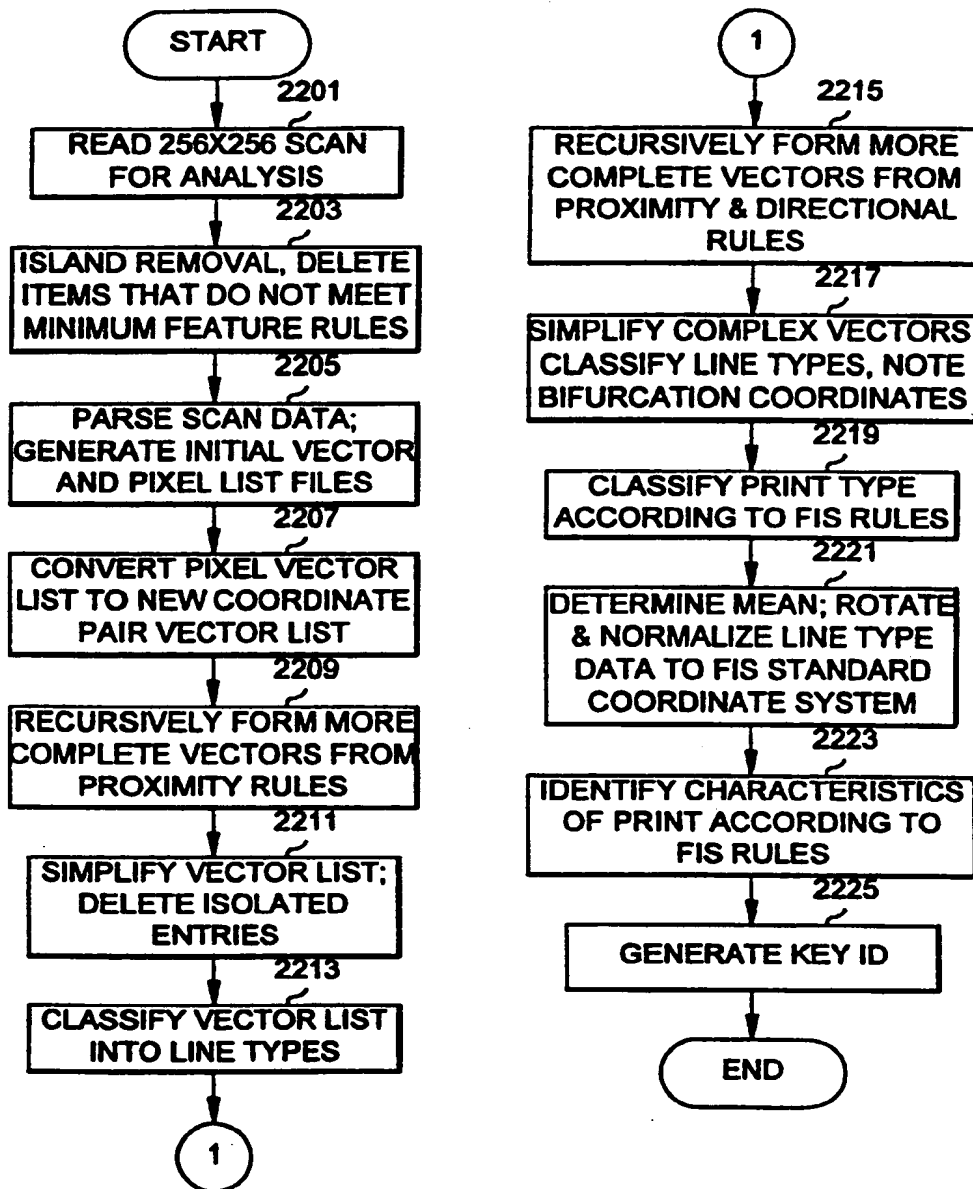 START
2201
READ 256X256 SCAN
FOR ANALYSIS
2203
ISLAND REMOVAL, DELETE
ITEMS THAT DO NOT MEET
MINIMUM FEATURE RULES
2205
PARSE SCAN DATA;
GENERATE INITIAL VECTOR
AND PIXEL LIST FILES
2207
CONVERT PIXEL VECTOR
LIST TO NEW COORDINATE
PAIR VECTOR LIST
2209
RECURSIVELY FORM MORE
COMPLETE VECTORS FROM
PROXIMITY RULES
2211
SIMPLIFY VECTOR LIST;
DELETE ISOLATED
ENTRIES
2213
CLASSIFY VECTOR LIST
INTO LINE TYPES
1
1
2215
RECURSIVELY FORM MORE
COMPLETE VECTORS FROM
PROXIMITY & DIRECTIONAL
RULES
2217
SIMPLIFY COMPLEX VECTORS
CLASSIFY LINE TYPES, NOTE
BIFURCATION COORDINATES
2219
CLASSIFY PRINT TYPE
ACCORDING TO FIS RULES
2221
DETERMINE MEAN; ROTATE
& NORMALIZE LINE TYPE
DATA TO FIS STANDARD
COORDINATE SYSTEM
2223
IDENTIFY CHARACTERISTICS
OF PRINT ACCORDING TO
FIS RULES
2225
GENERATE KEY ID
END